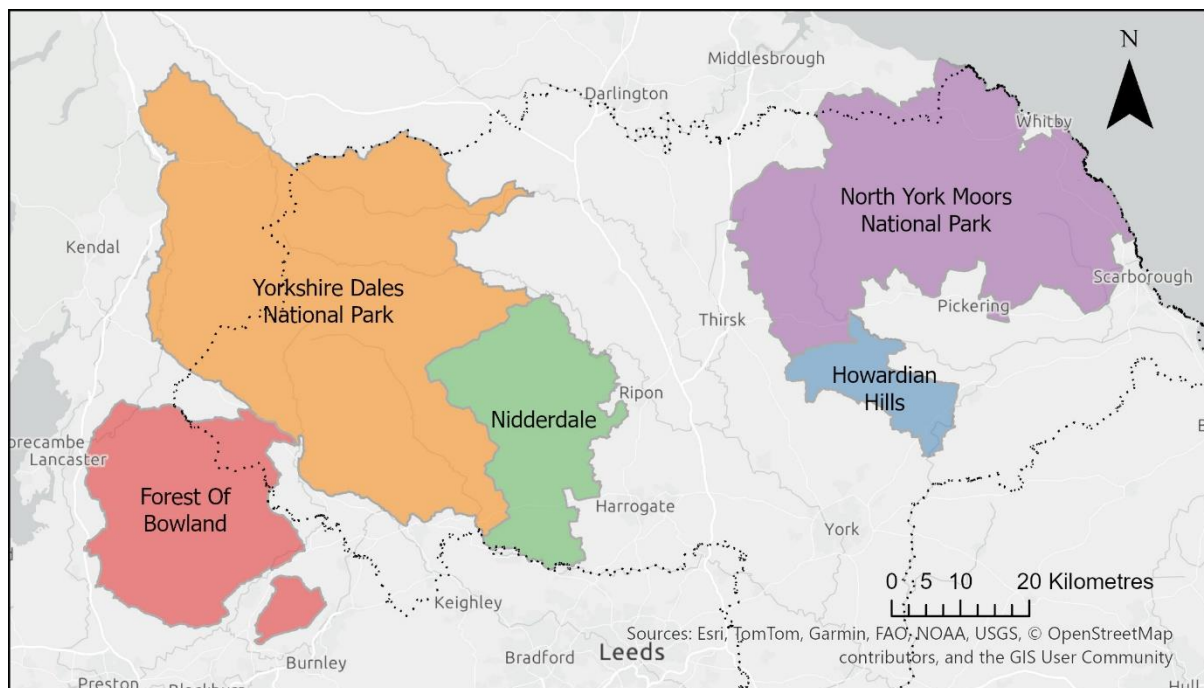 Middlesbrough
N
Darlington
Whitby
North York Moors
National Park
Kendal
Scarborough
Yorkshire Dales
National Park
Pickering
Thirsk
Howardian
Hills
Ripon
Nidderdale
orecambe
Lancaster
Forest Of
Bowland
Harrogate
York
0 5 10 20 Kilometres
Keighley
Sources: Esri, TomTom, Garmin, FAO, NOAA, USGS, © OpenStreetMap
contributors, and the GIS User Community
Bradford
Leeds
Burnley
Preston
Hull